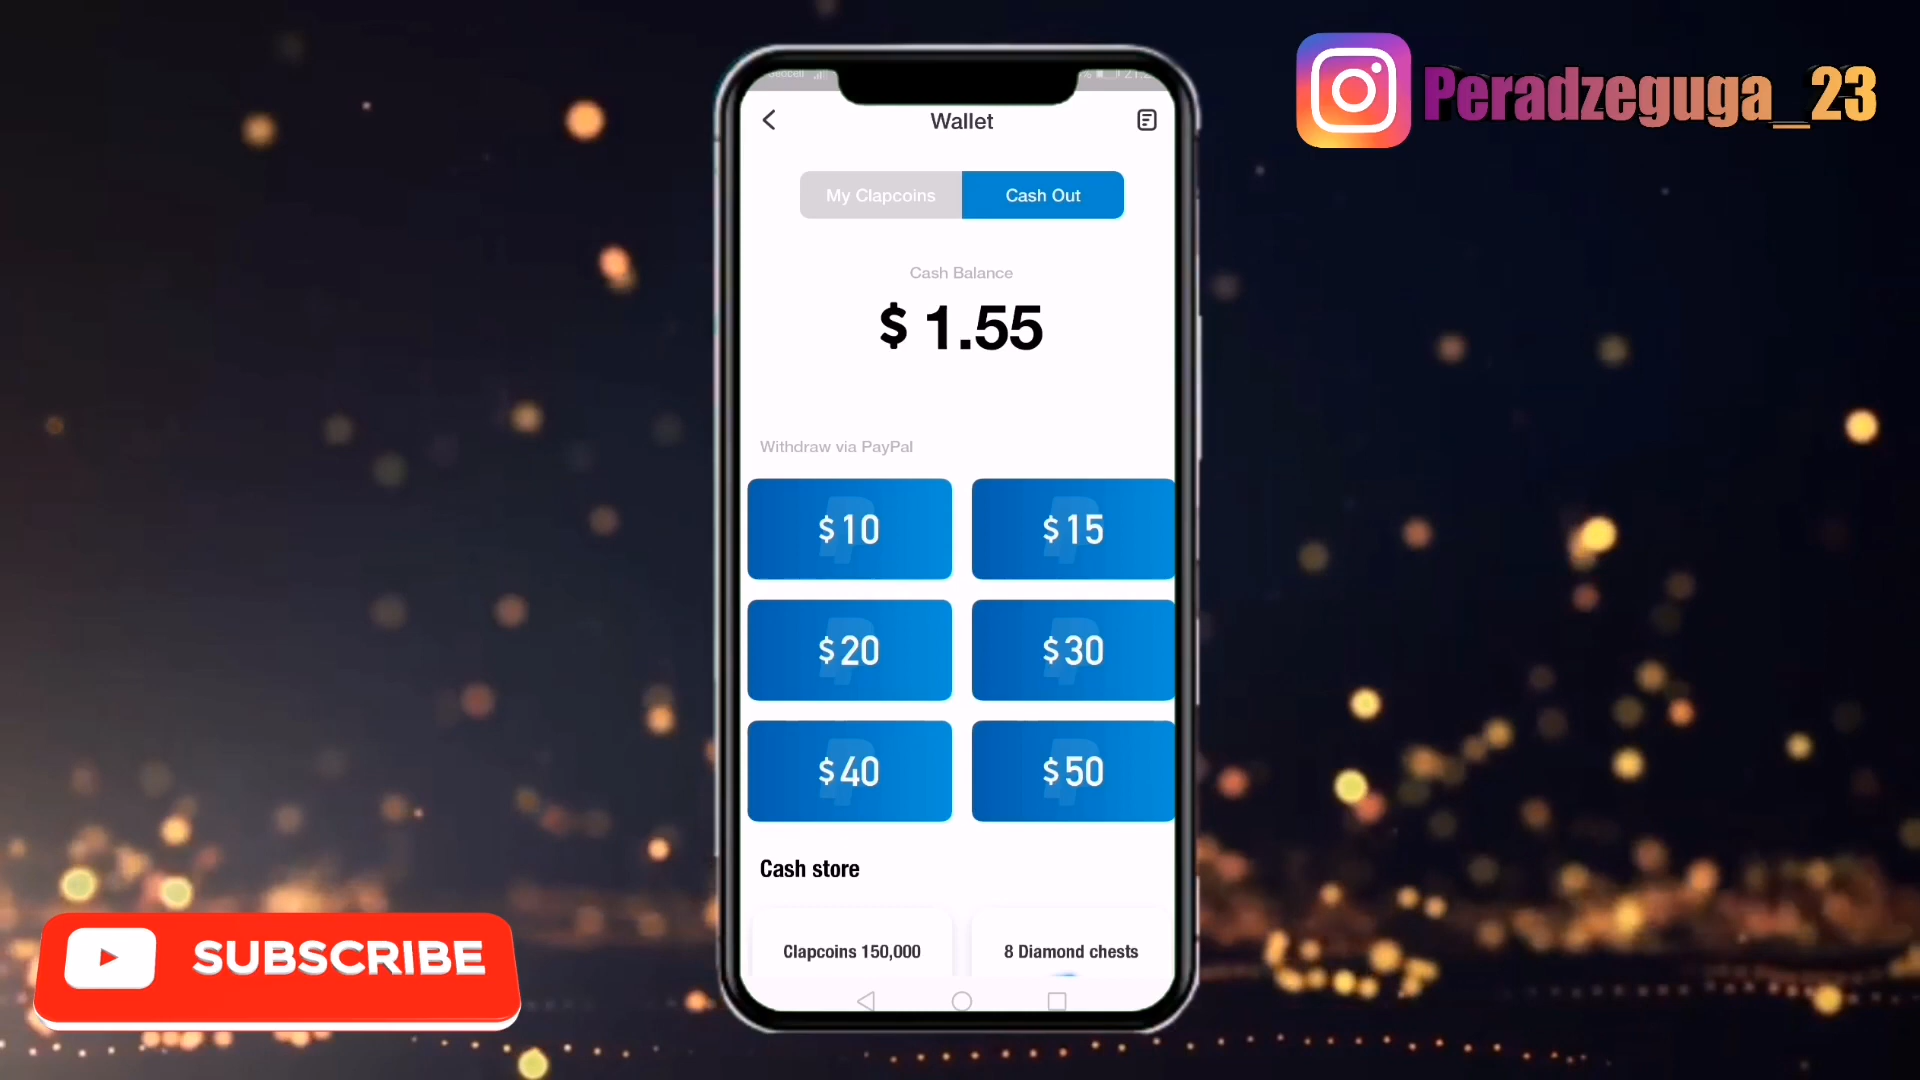 Peradzeguga__23
Wallet
My Clapcoins
Cash Out
Cash Balance
$ 1.55
Withdraw via PayPal
$10
$15
$20
$30
$40
$50
Cash store
Clapcoins 150,000
8 Diamond chests
SUBSCRIBE